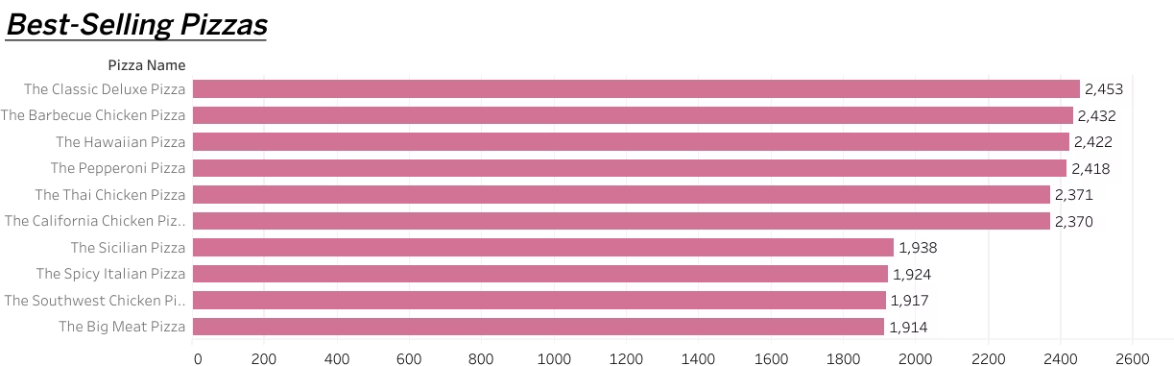 Best-Selling Pizzas
Pizza Name
The Classic Deluxe Pizza 2,453
The Barbecue Chicken Pizza 2,432
The Hawaiian Pizza 2,422
The Pepperoni Pizza 2,418
The Thai Chicken Pizza 2,371
The California Chicken Piz.. 2,370
The Sicilian Pizza 1,938
The Spicy Italian Pizza 1,924
The Southwest Chicken Pi.. 1,917
The Big Meat Pizza 1,914
0 200 400 600 800 1000 1200 1400 1600 1800 2000 2200 2400 2600